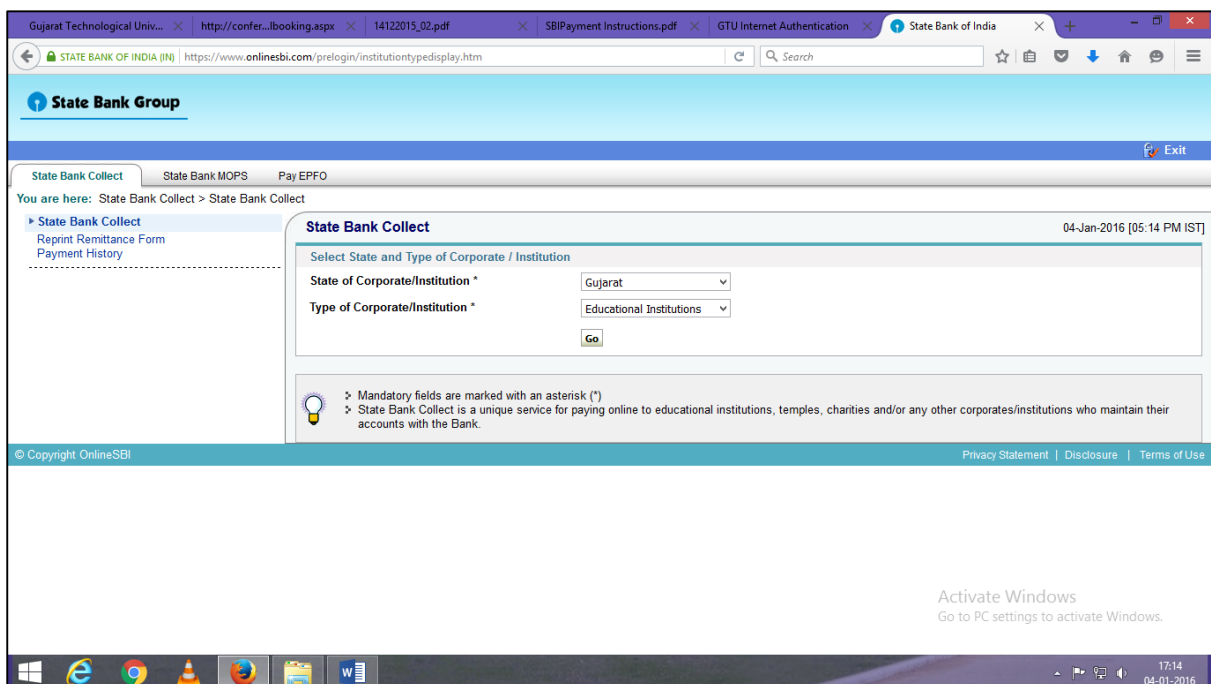 Gujarat Technological Univ... http://confer...lbooking.aspx 14122015_02.pdf SBIPayment Instructions.pdf GTU Internet Authentication State Bank of India
STATE BANK OF INDIA (IN) https://www.onlinesbi.com/prelogin/institutiontypedisplay.htm Search
State Bank Group
Exit
State Bank Collect State Bank MOPS Pay EPFO
You are here: State Bank Collect > State Bank Collect
State Bank Collect
Reprint Remittance Form
Payment History
State Bank Collect 04-Jan-2016 [05:14 PM IST]
Select State and Type of Corporate / Institution
State of Corporate/Institution * Gujarat
Type of Corporate/Institution * Educational Institutions
Go
Mandatory fields are marked with an asterisk (*)
State Bank Collect is a unique service for paying online to educational institutions, temples, charities and/or any other corporates/institutions who maintain their
accounts with the Bank.
© Copyright OnlineSBI Privacy Statement | Disclosure | Terms of Use
Activate Windows
Go to PC settings to activate Windows.
17:14
04-01-2016